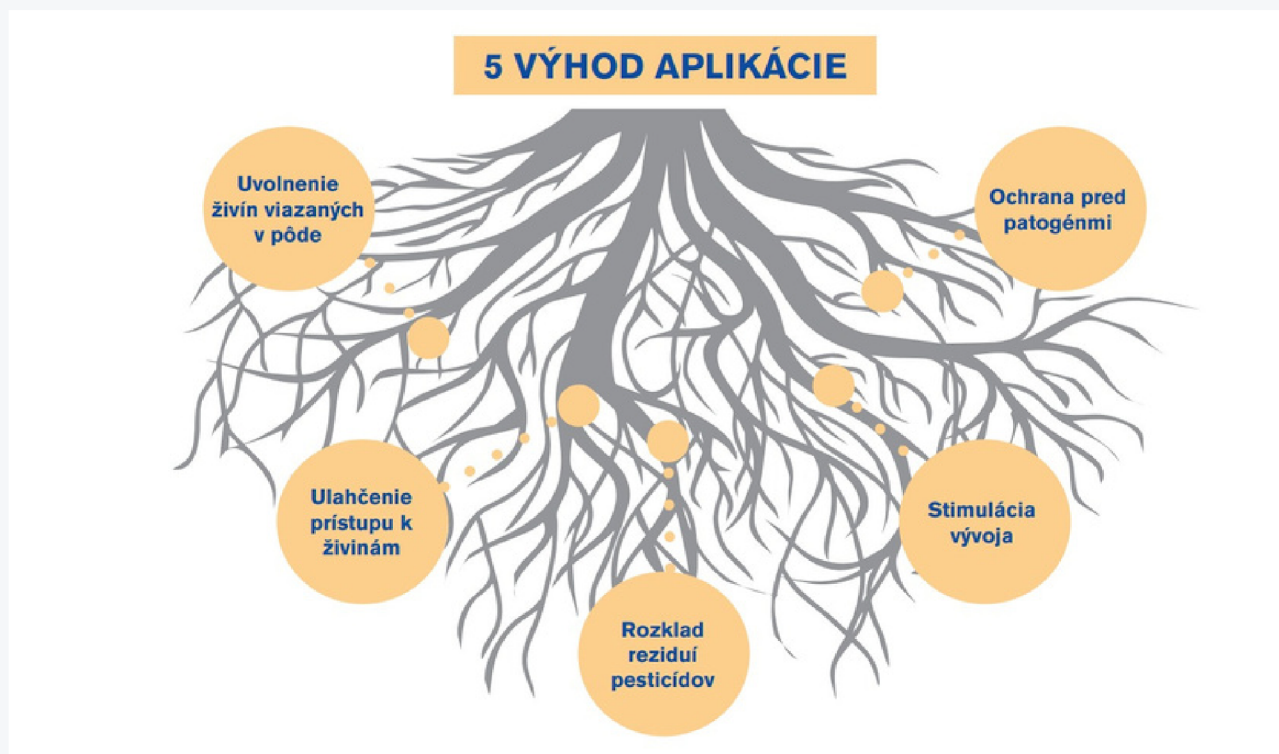 5 VÝHOD APLIKÁCIE
Uvolnenie
živín viazaných
v pôde
Ochrana pred
patogénmi
Ulahčenie
prístupu k
živinám
Stimulácia
vývoja
Rozklad
reziduí
pesticídov